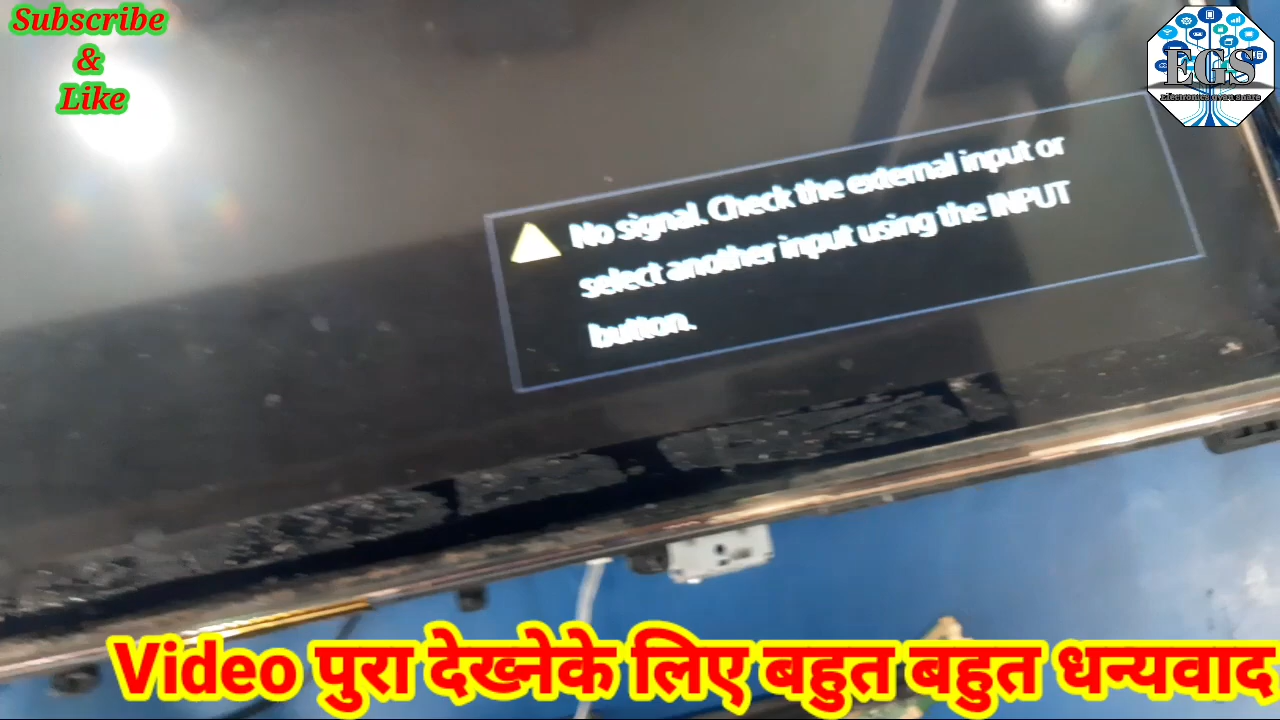 Subscribe
&
Like
EGS
No signal. Check the external input or
select another input using the INPUT
button.
Video पुरा देख्नेके लिए बहुत बहुत धन्यवाद